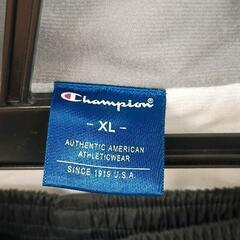 Champion
- XL -
AUTHENTIC AMERICAN
ATHLETICWEAR
SINCE 1919 U.S.A.